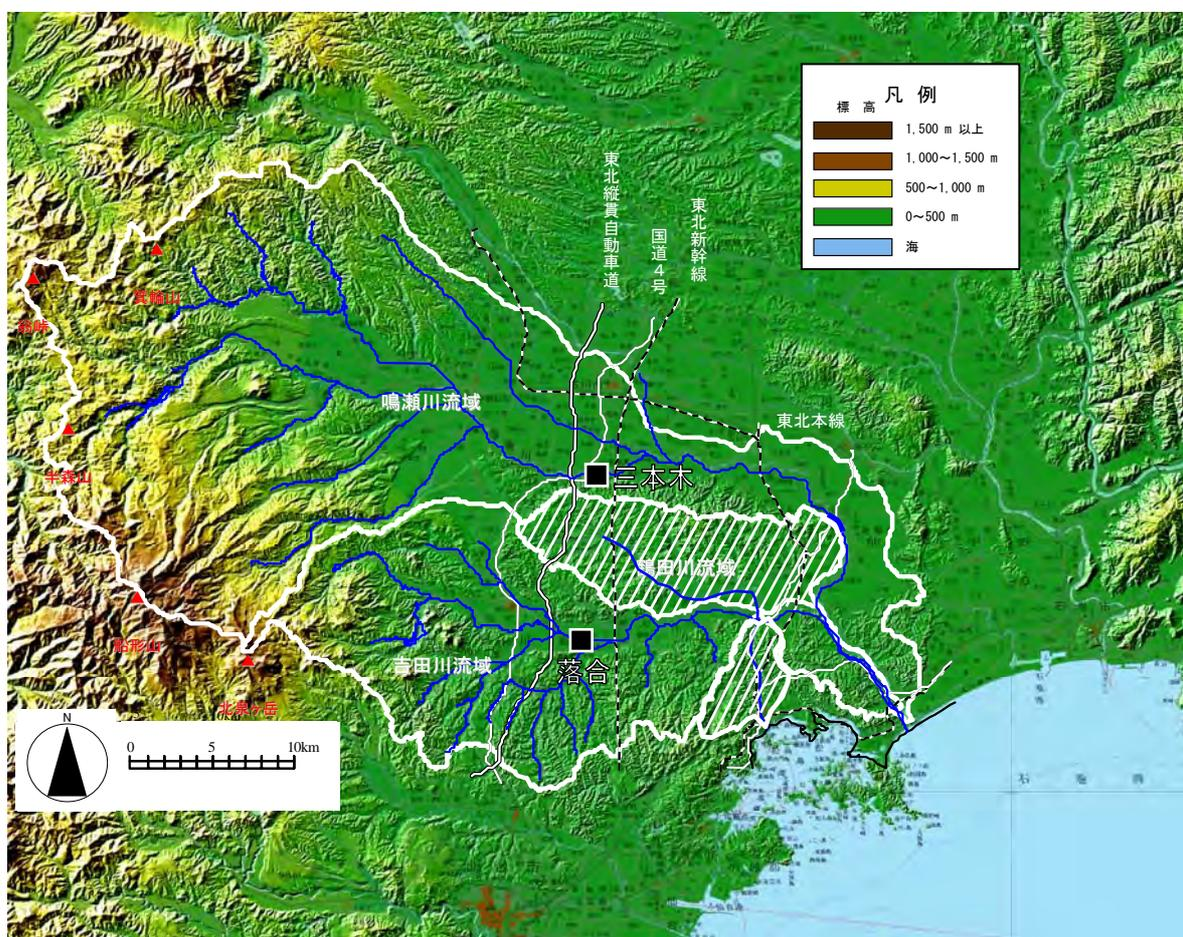 凡 例
標 高
1,500 m 以上
1,000～1,500 m
500～1,000 m
0～500 m
海
東北縦貫自動車道
国道4号
東北新幹線
箕輪山
翁峠
鳴瀬川流域
東北本線
半森山
三本木
鶴田川流域
船形山
吉田川流域
落合
北泉ヶ岳
N
0 5 10km
石 巻 湾